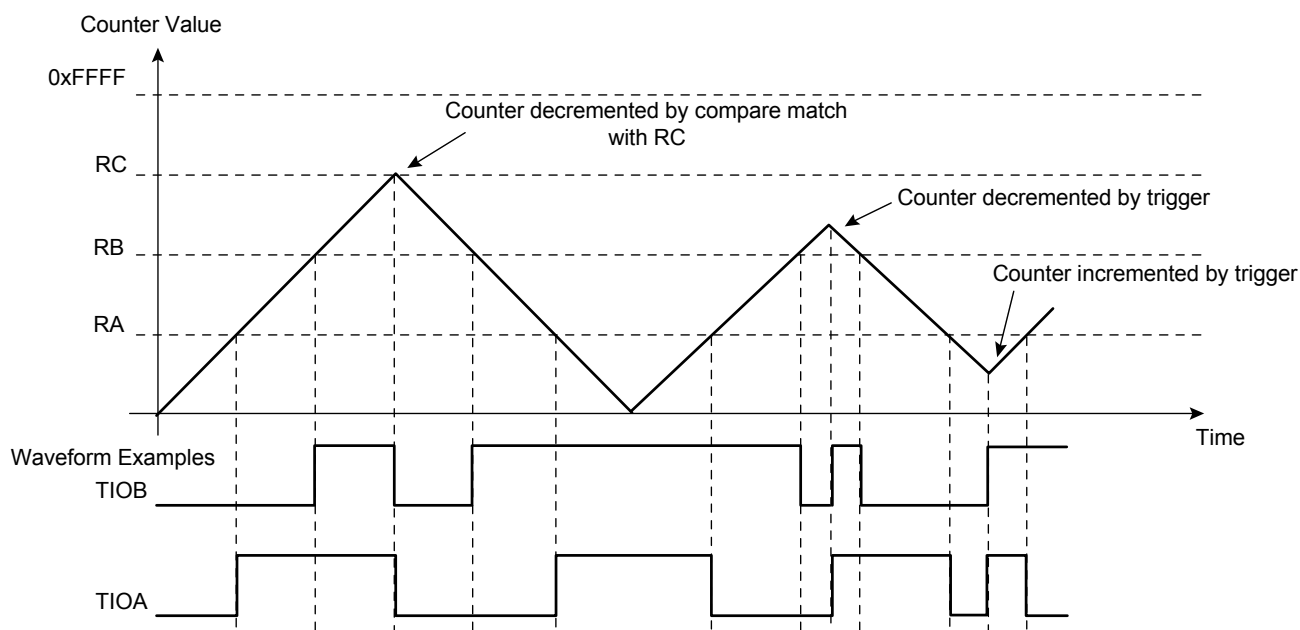 Counter Value
0xFFFF
Counter decremented by compare match
with RC
RC
Counter decremented by trigger
RB
Counter incremented by trigger
RA
Time
Waveform Examples
TIOB
TIOA